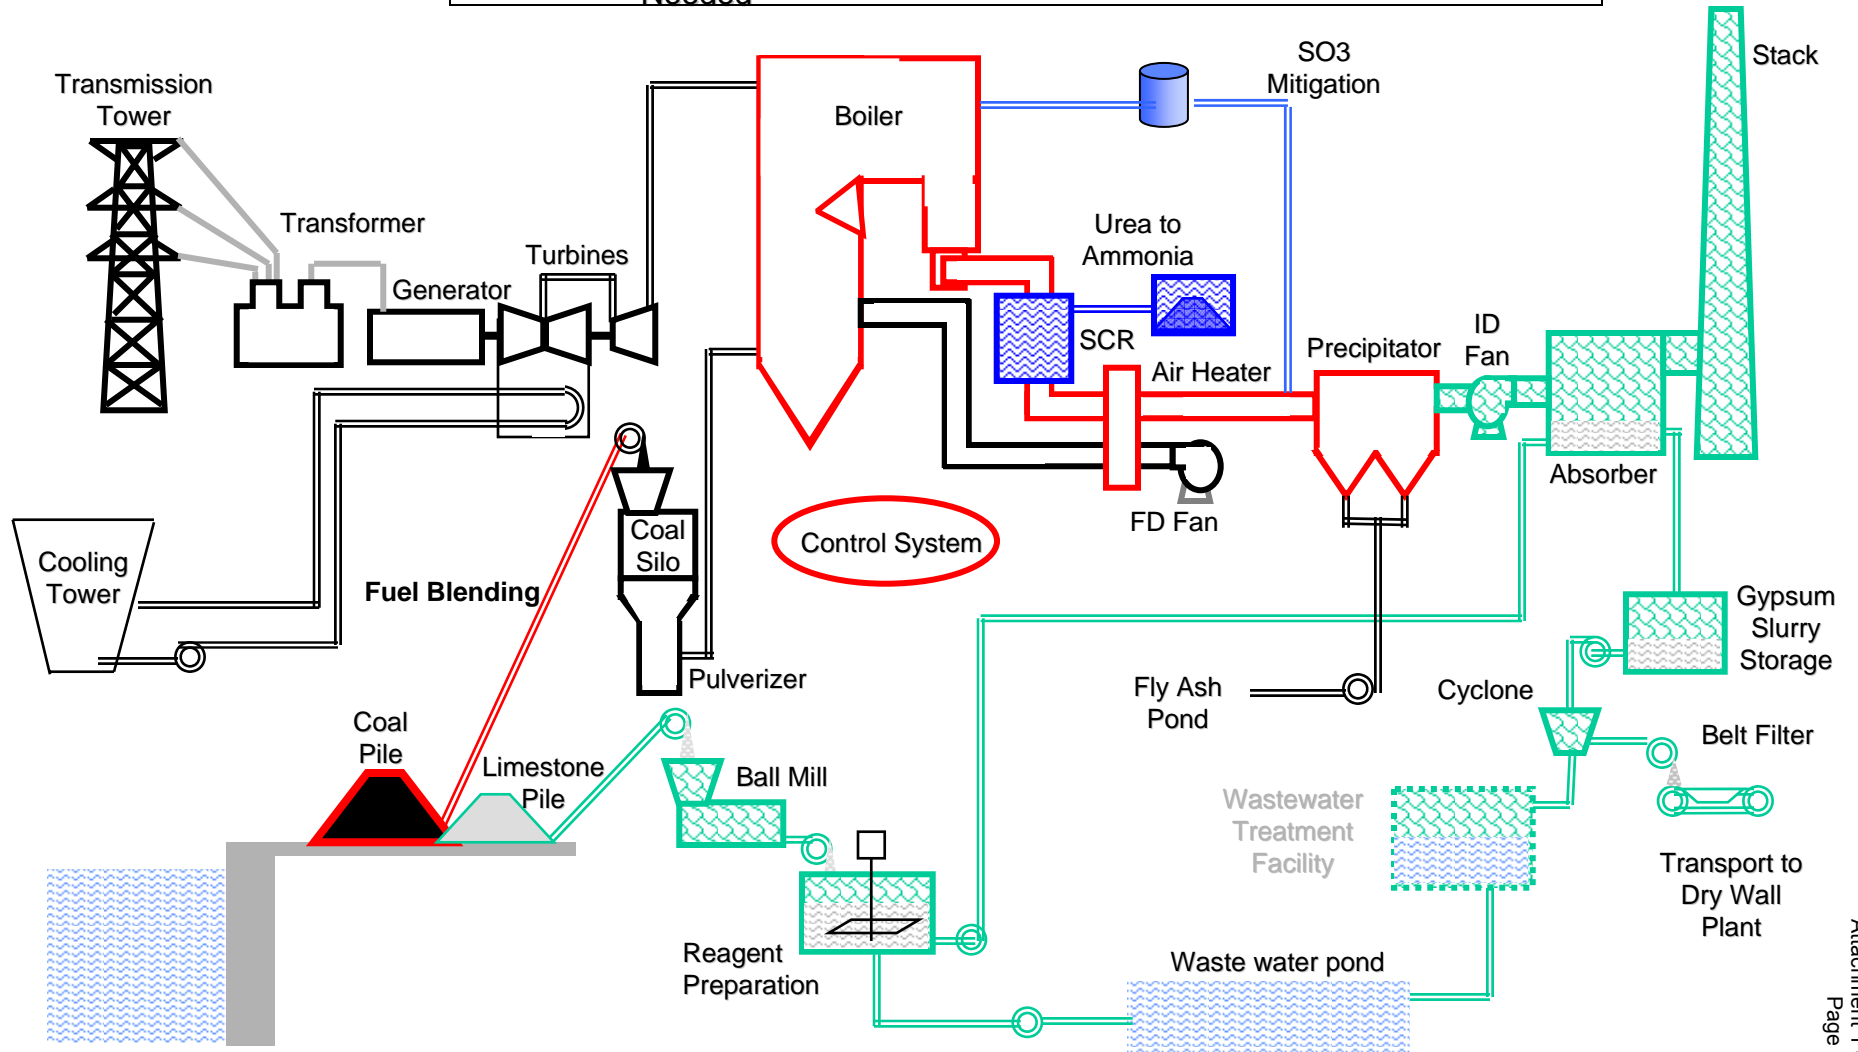 Needed
SO3
Mitigation
Stack
Transmission
Tower
Boiler
Transformer
Turbines
Urea to
Ammonia
Generator
SCR
Air Heater
Precipitator
ID
Fan
Absorber
FD Fan
Coal
Silo
Control System
Cooling
Tower
Fuel Blending
Gypsum
Slurry
Storage
Pulverizer
Fly Ash
Pond
Cyclone
Belt Filter
Coal
Pile
Limestone
Pile
Ball Mill
Wastewater
Treatment
Facility
Transport to
Dry Wall
Plant
Reagent
Preparation
Waste water pond
Attachment
Page